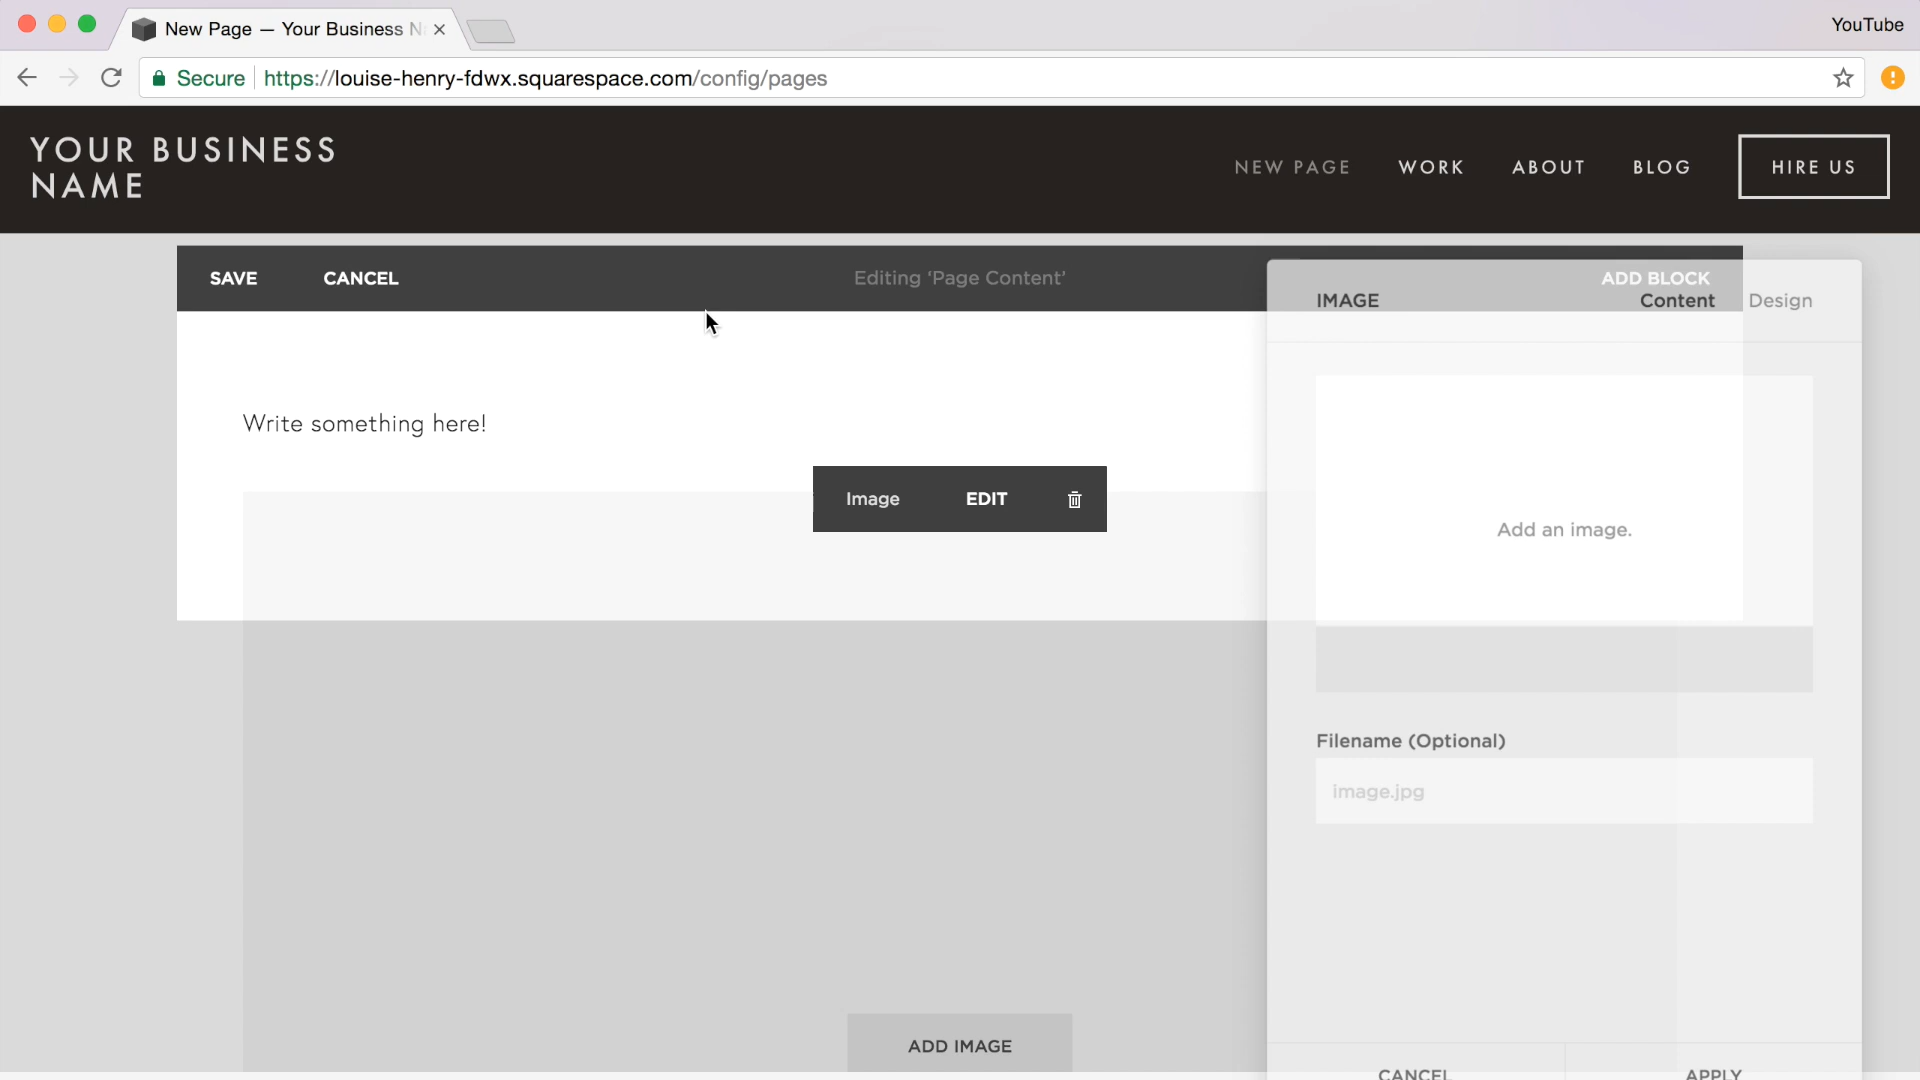 New Page — Your Business N
YouTube
Secure
https://louise-henry-fdwx.squarespace.com/config/pages
YOUR BUSINESS
NAME
NEW PAGE
WORK
ABOUT
BLOG
HIRE US
SAVE
CANCEL
Editing ‘Page Content’
ADD BLOCK
IMAGE
Content
Design
Write something here!
Image
EDIT
Add an image.
Filename (Optional)
image.jpg
ADD IMAGE
CANCEL
APPLY